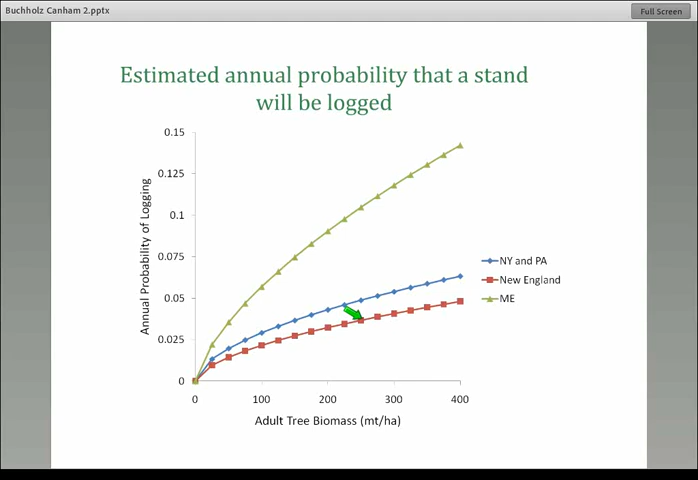 Buchholz Canham 2.pptx
Full Screen
Estimated annual probability that a stand
will be logged
0.15
0.125
0.1
0.075
0.05
0.025
0
Annual Probability of Logging
NY and PA
New England
ME
0
100
200
300
400
Adult Tree Biomass (mt/ha)